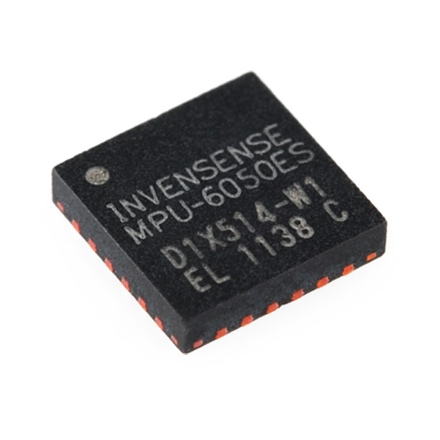 INVENSENSE
MPU-6050ES
D1X514-W1
EL 1138 C